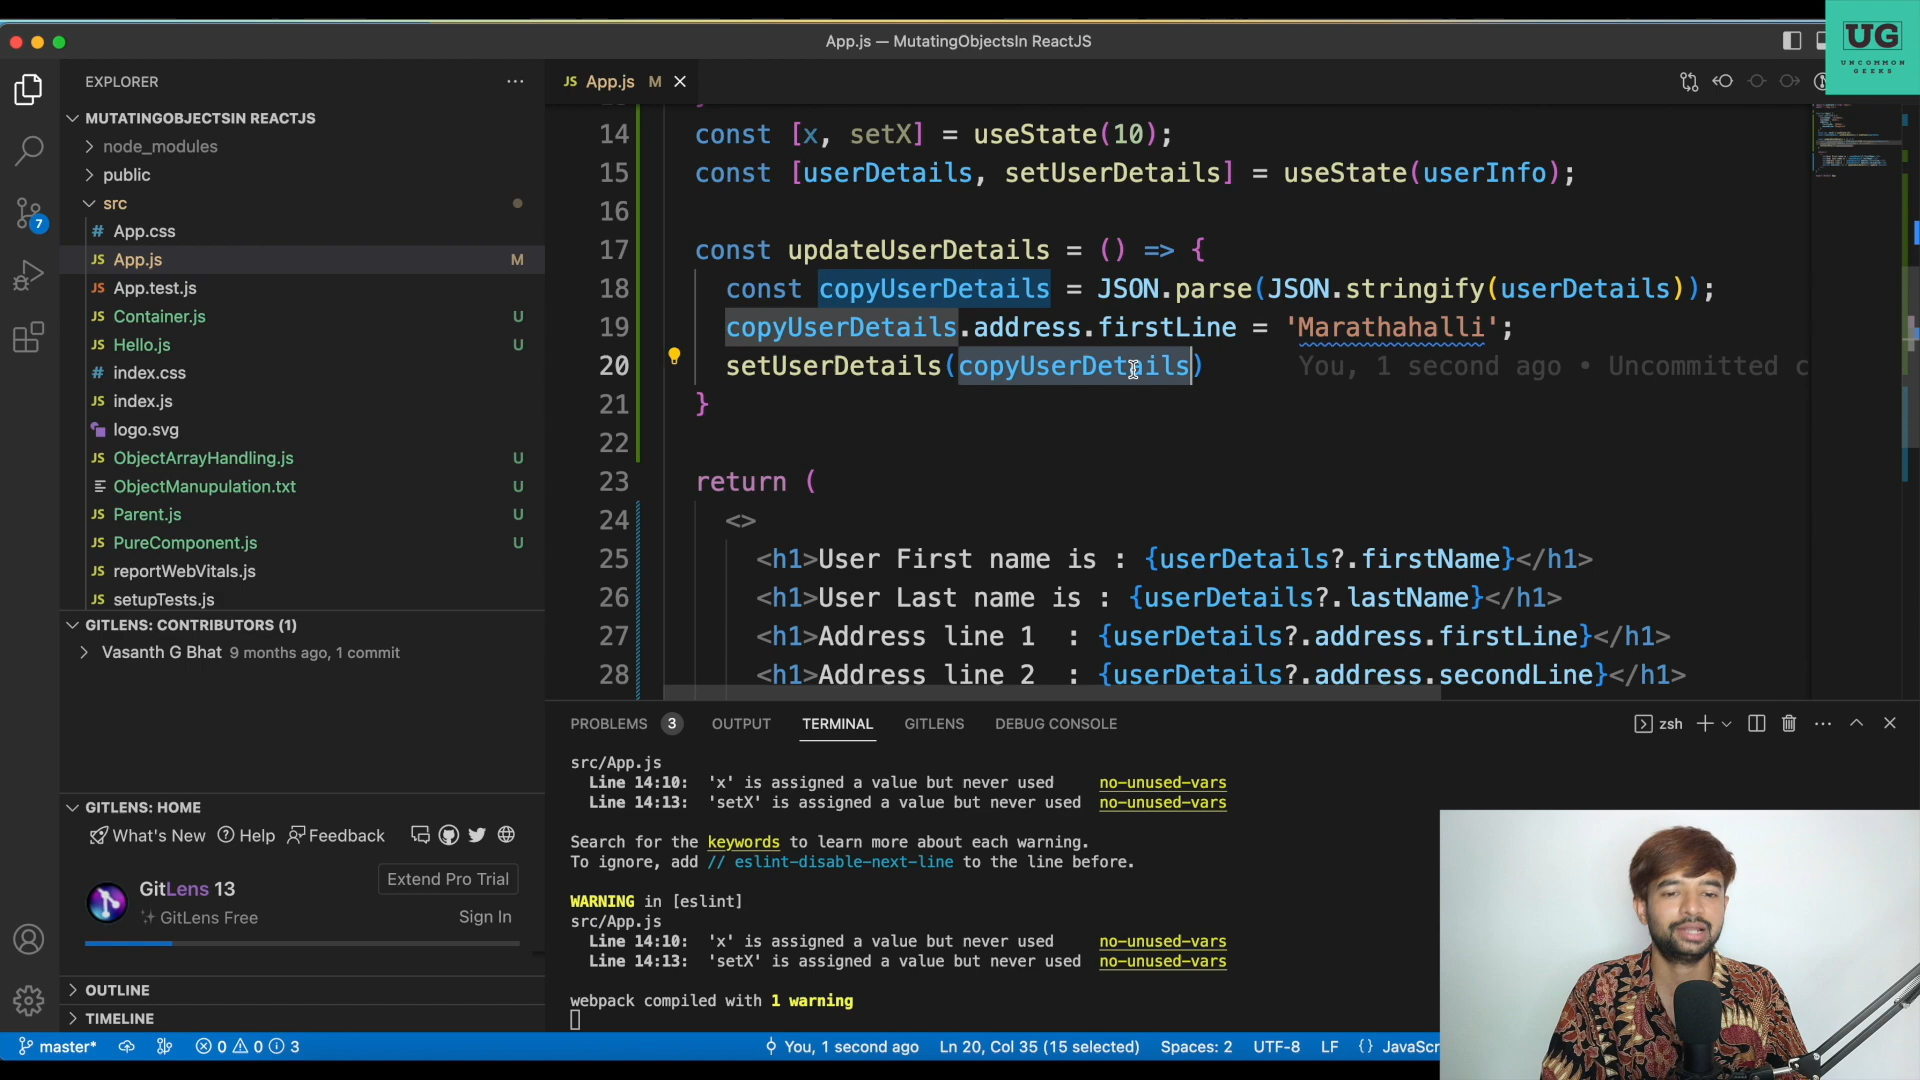 App.js — MutatingObjectsIn ReactJS
UG
UNCOMMON
GEEKS
EXPLORER
MUTATINGOBJECTSIN REACTJS
node_modules
public
src
App.css
App.js M
App.test.js
Container.js U
Hello.js U
index.css
index.js
logo.svg
ObjectArrayHandling.js U
ObjectManupulation.txt U
Parent.js U
PureComponent.js U
reportWebVitals.js
setupTests.js
7
GITLENS: CONTRIBUTORS (1)
Vasanth G Bhat 9 months ago, 1 commit
GITLENS: HOME
What's New Help Feedback
GitLens 13 Extend Pro Trial
GitLens Free Sign In
OUTLINE
TIMELINE
JS App.js M
14 const [x, setX] = useState(10);
15 const [userDetails, setUserDetails] = useState(userInfo);
16
17 const updateUserDetails = () => {
18 const copyUserDetails = JSON.parse(JSON.stringify(userDetails));
19 copyUserDetails.address.firstLine = 'Marathahalli';
20 setUserDetails(copyUserDetails) You, 1 second ago • Uncommitted c
21 }
22
23 return (
24 <>
25 <h1>User First name is : {userDetails?.firstName}</h1>
26 <h1>User Last name is : {userDetails?.lastName}</h1>
27 <h1>Address line 1 : {userDetails?.address.firstLine}</h1>
28 <h1>Address line 2 : {userDetails?.address.secondLine}</h1>
PROBLEMS 3 OUTPUT TERMINAL GITLENS DEBUG CONSOLE zsh
src/App.js
Line 14:10: 'x' is assigned a value but never used no-unused-vars
Line 14:13: 'setX' is assigned a value but never used no-unused-vars
Search for the keywords to learn more about each warning.
To ignore, add // eslint-disable-next-line to the line before.
WARNING in [eslint]
src/App.js
Line 14:10: 'x' is assigned a value but never used no-unused-vars
Line 14:13: 'setX' is assigned a value but never used no-unused-vars
webpack compiled with 1 warning
master* 0 0 3 You, 1 second ago Ln 20, Col 35 (15 selected) Spaces: 2 UTF-8 LF {} JavaScr